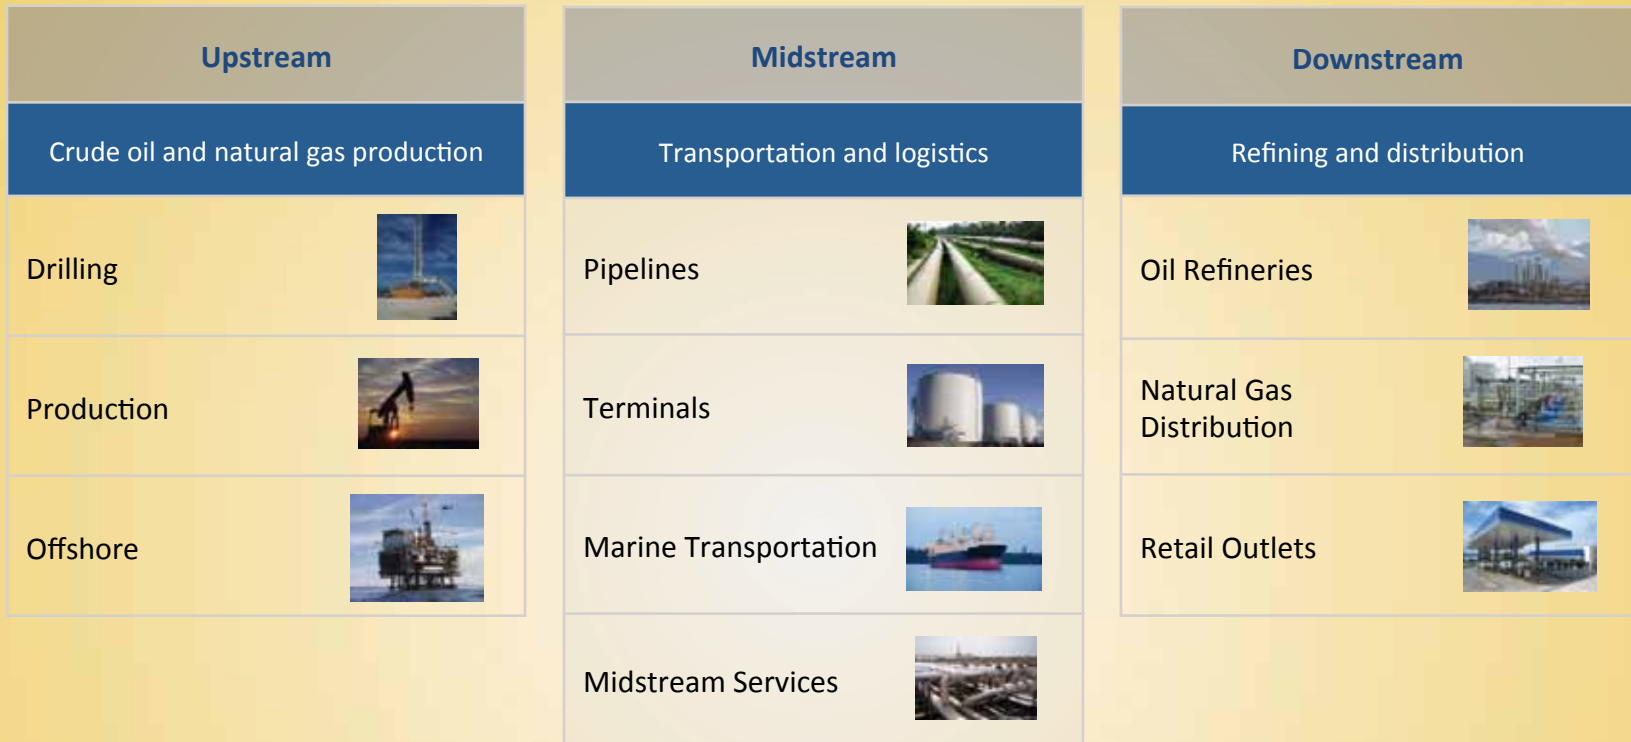 Upstream
Crude oil and natural gas production
Drilling
Production
Offshore
Midstream
Transportation and logistics
Pipelines
Terminals
Marine Transportation
Midstream Services
Downstream
Refining and distribution
Oil Refineries
Natural Gas
Distribution
Retail Outlets